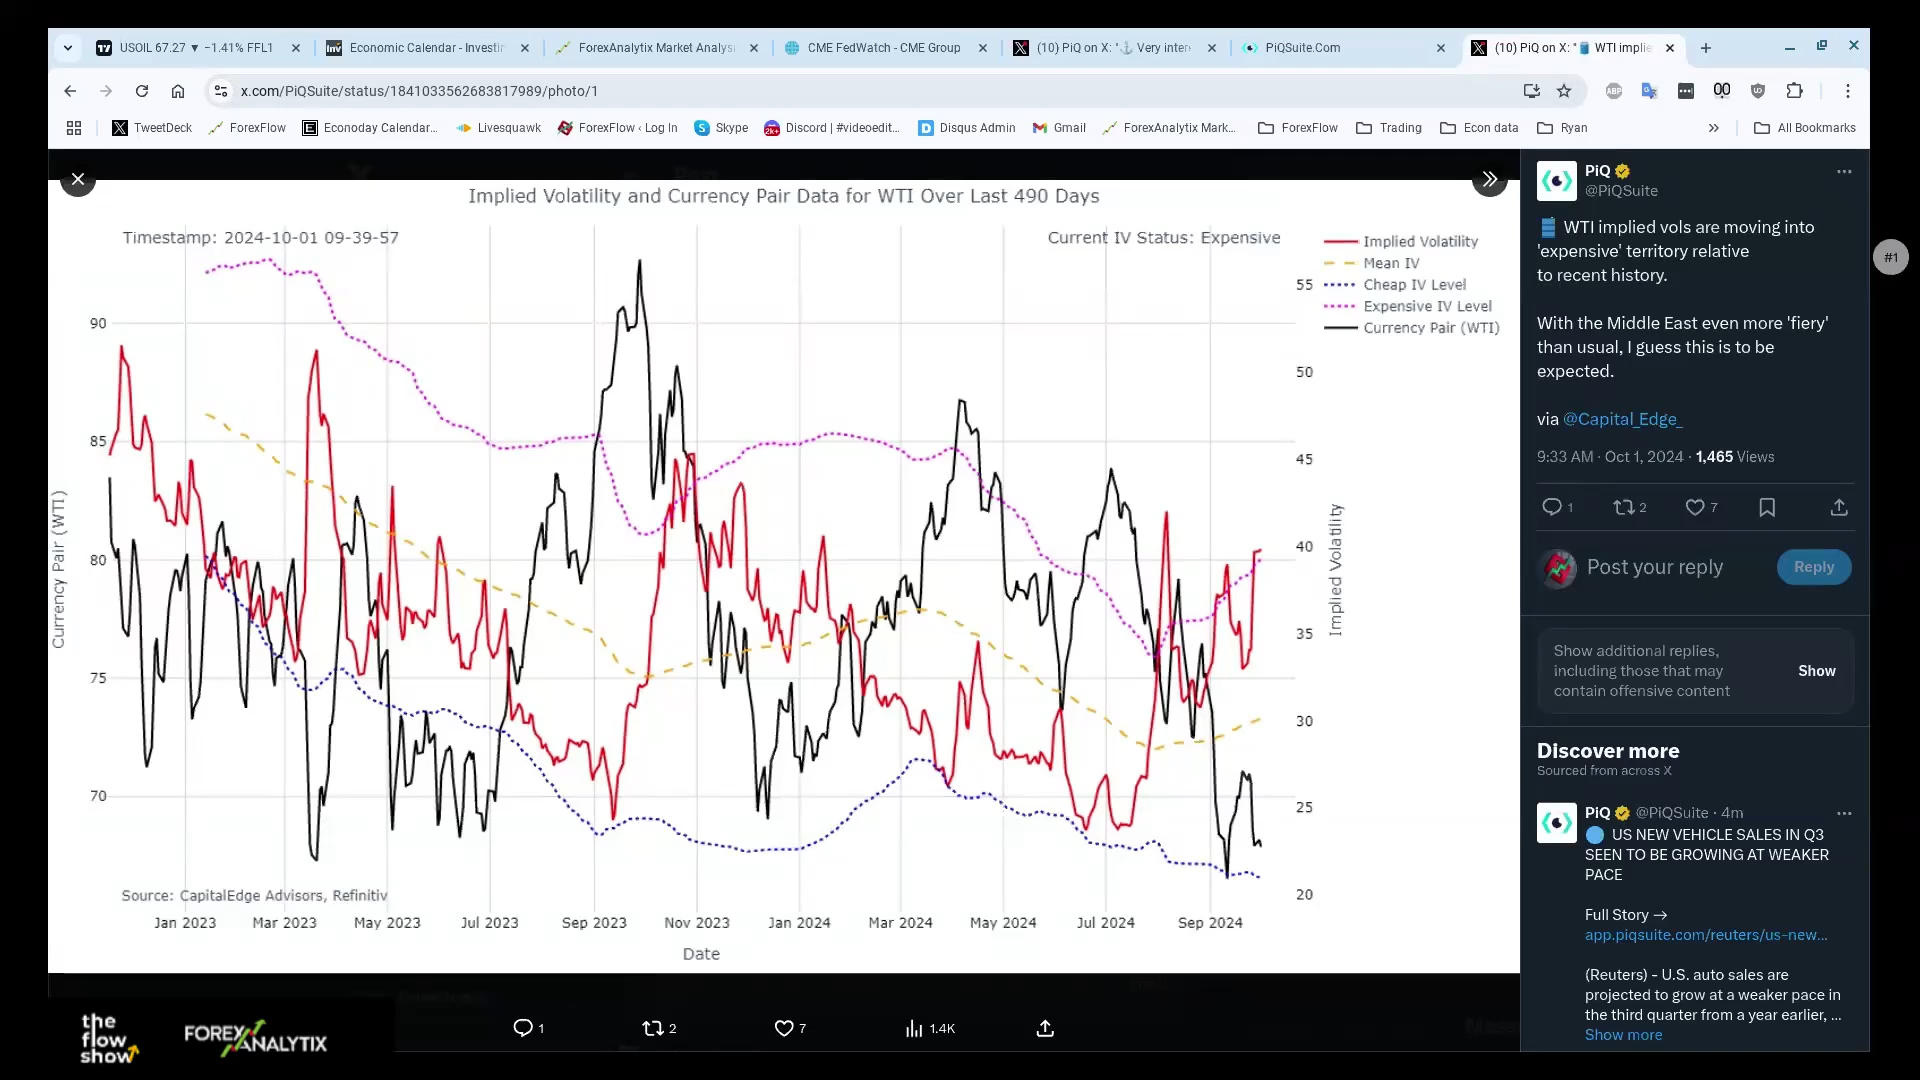 USOIL 67.27 ▼ −1.41% FFL1
Economic Calendar - Investin
ForexAnalytix Market Analys
CME FedWatch - CME Group
(10) PiQ on X: "⚓ Very inter
PiQSuite.Com
(10) PiQ on X: "🛢️ WTI implie
x.com/PiQSuite/status/1841033562683817989/photo/1
TweetDeck
ForexFlow
Econoday Calendar...
Livesquawk
ForexFlow ‹ Log In
Skype
Discord | #videoedit...
Disqus Admin
Gmail
ForexAnalytix Mark...
ForexFlow
Trading
Econ data
Ryan
All Bookmarks
Implied Volatility and Currency Pair Data for WTI Over Last 490 Days
Timestamp: 2024-10-01 09-39-57
Current IV Status: Expensive
Implied Volatility
Mean IV
Cheap IV Level
Expensive IV Level
Currency Pair (WTI)
90
85
80
75
70
Currency Pair (WTI)
55
50
45
40
35
30
25
20
Implied Volatility
Source: CapitalEdge Advisors, Refinitiv
Jan 2023
Mar 2023
May 2023
Jul 2023
Sep 2023
Nov 2023
Jan 2024
Mar 2024
May 2024
Jul 2024
Sep 2024
Date
the
flow
show
FOREX ANALYTIX
1
2
7
1.4K
PiQ
@PiQSuite
🛢️ WTI implied vols are moving into
'expensive' territory relative
to recent history.
With the Middle East even more 'fiery'
than usual, I guess this is to be
expected.
via @Capital_Edge_
9:33 AM · Oct 1, 2024 · 1,465 Views
1
2
7
Post your reply
Reply
Show additional replies,
including those that may
contain offensive content
Show
Discover more
Sourced from across X
PiQ @PiQSuite · 4m
🔵 US NEW VEHICLE SALES IN Q3
SEEN TO BE GROWING AT WEAKER
PACE
Full Story →
app.piqsuite.com/reuters/us-new...
(Reuters) - U.S. auto sales are
projected to grow at a weaker pace in
the third quarter from a year earlier, ...
Show more
#1